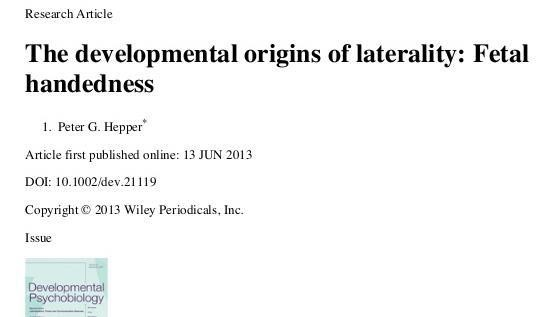 Research Article
The developmental origins of laterality: Fetal
handedness
1. Peter G. Hepper*
Article first published online: 13 JUN 2013
DOI: 10.1002/dev.21119
Copyright © 2013 Wiley Periodicals, Inc.
Issue
Developmental
Psychobiology